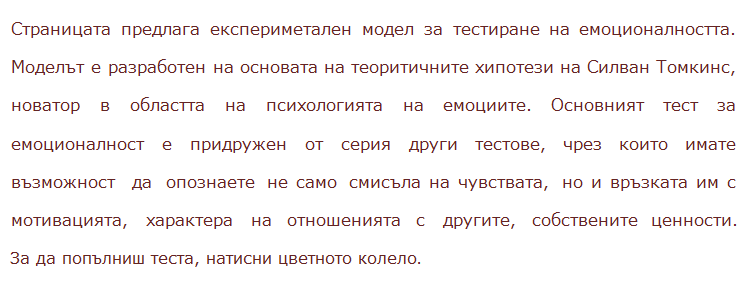 Страницата предлага експериметален модел за тестиране на емоционалността.
Моделът е разработен на основата на теоритичните хипотези на Силван Томкинс,
новатор в областта на психологията на емоциите. Основният тест за
емоционалност е придружен от серия други тестове, чрез които имате
възможност да опознаете не само смисъла на чувствата, но и връзката им с
мотивацията, характера на отношенията с другите, собствените ценности.
За да попълниш теста, натисни цветното колело.